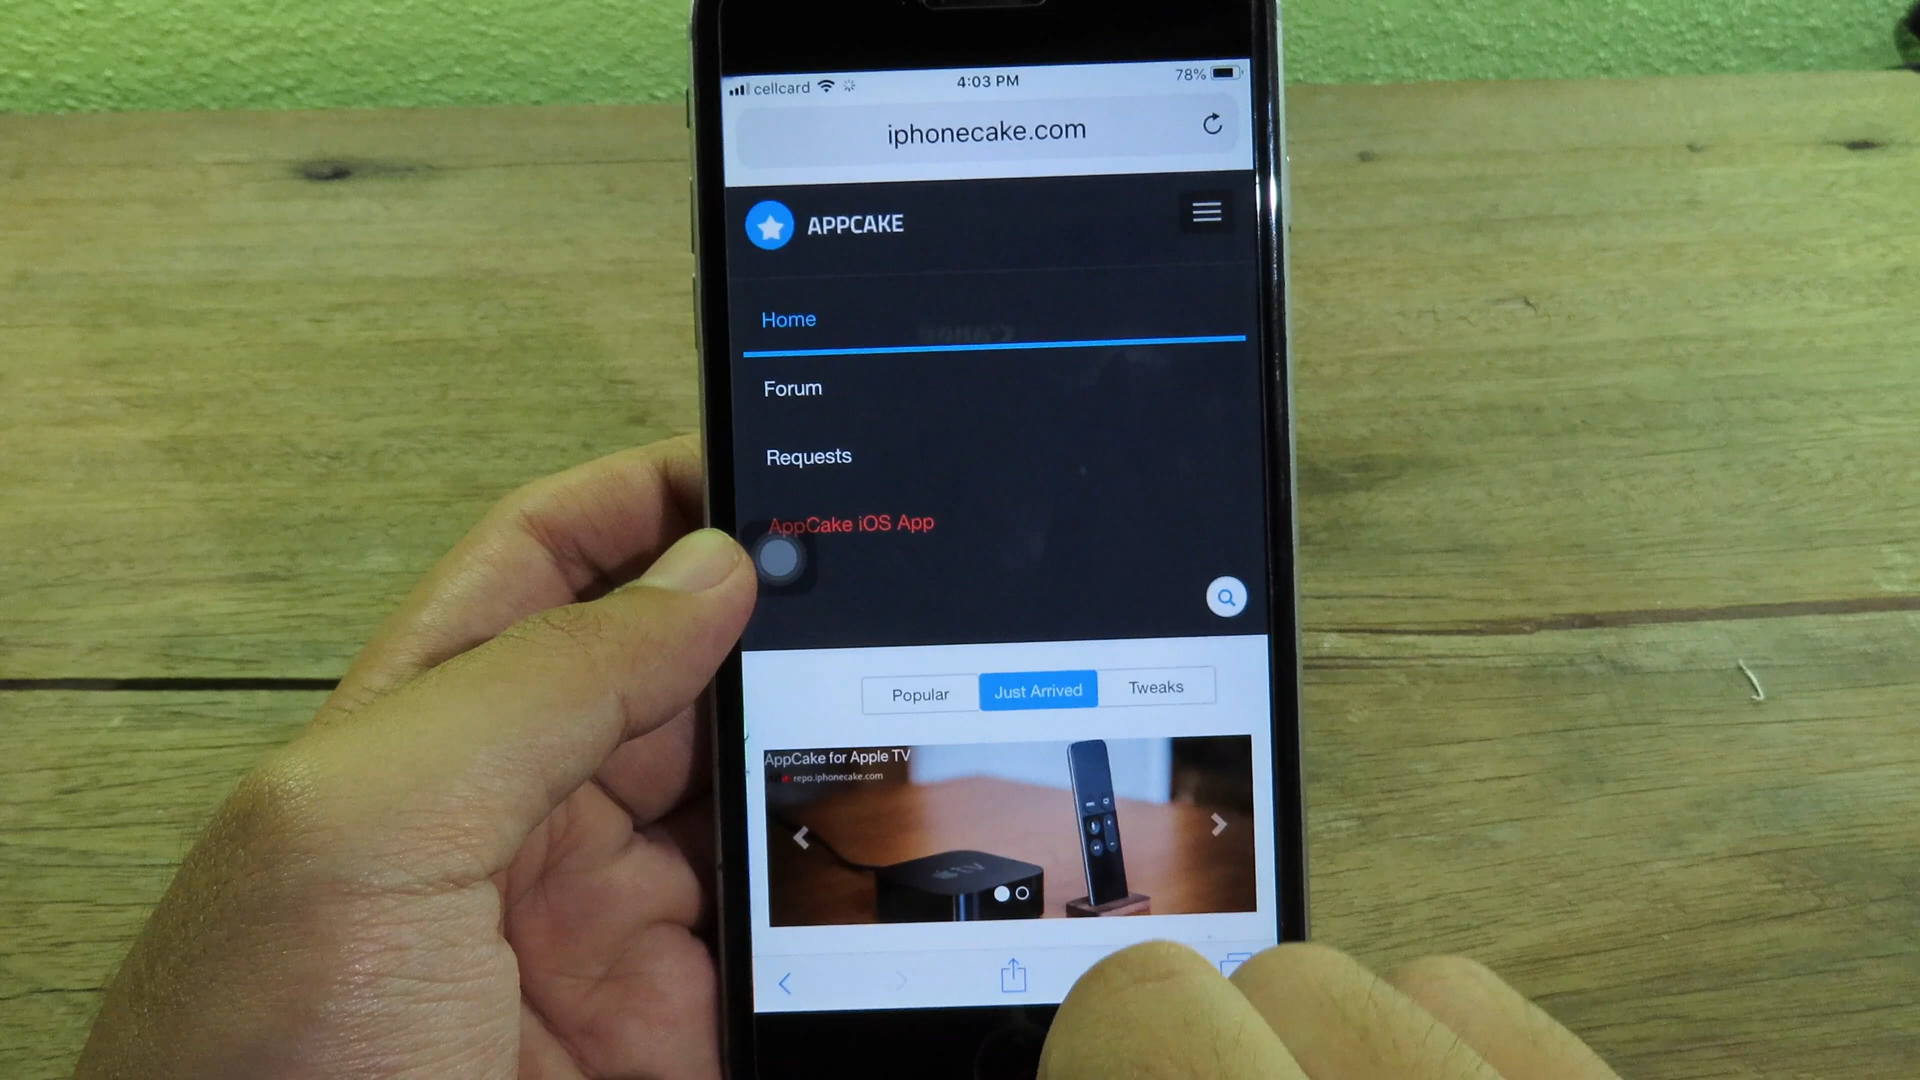 cellcard 4:03 PM 78%
iphonecake.com
APPCAKE
Home
Forum
Requests
AppCake iOS App
Popular Just Arrived Tweaks
AppCake for Apple TV
repo.iphonecake.com
tv